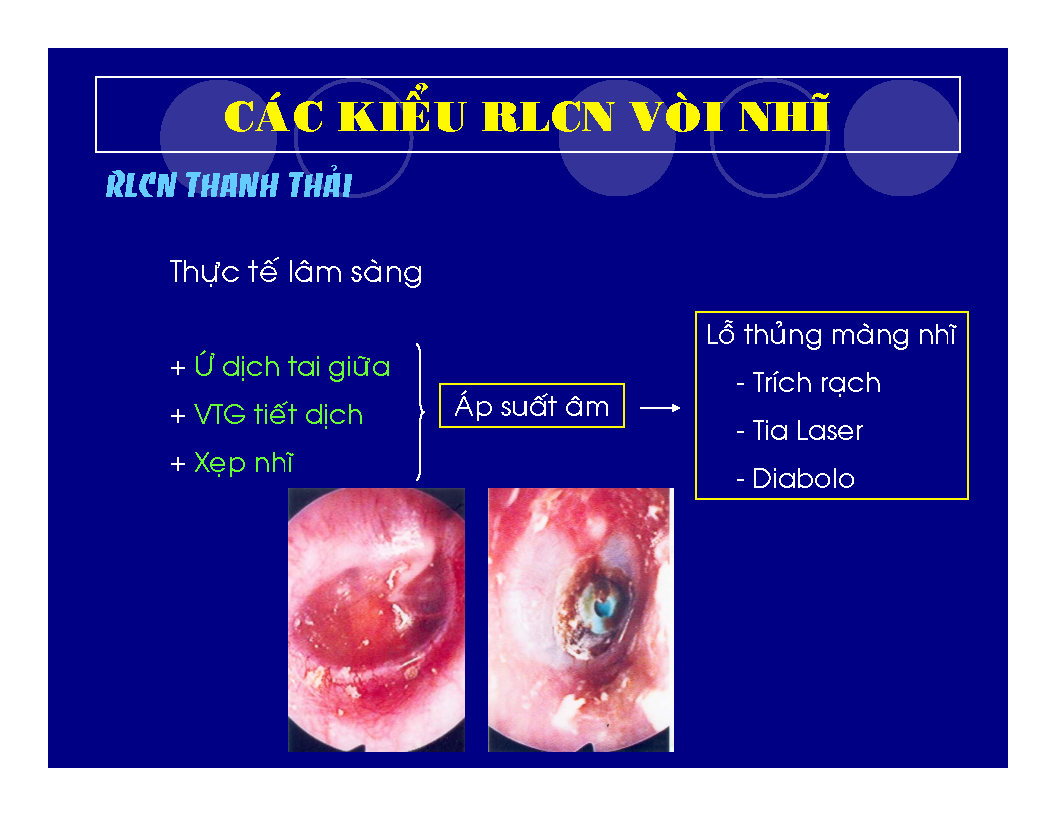 CÁC KIỂU RLCN VÒI NHĨ
RLCN THANH THẢI
Thực tế lâm sàng
+ Ứ dịch tai giữa
+ VTG tiết dịch
+ Xẹp nhĩ
Áp suất âm
Lỗ thủng màng nhĩ
- Trích rạch
- Tia Laser
- Diabolo